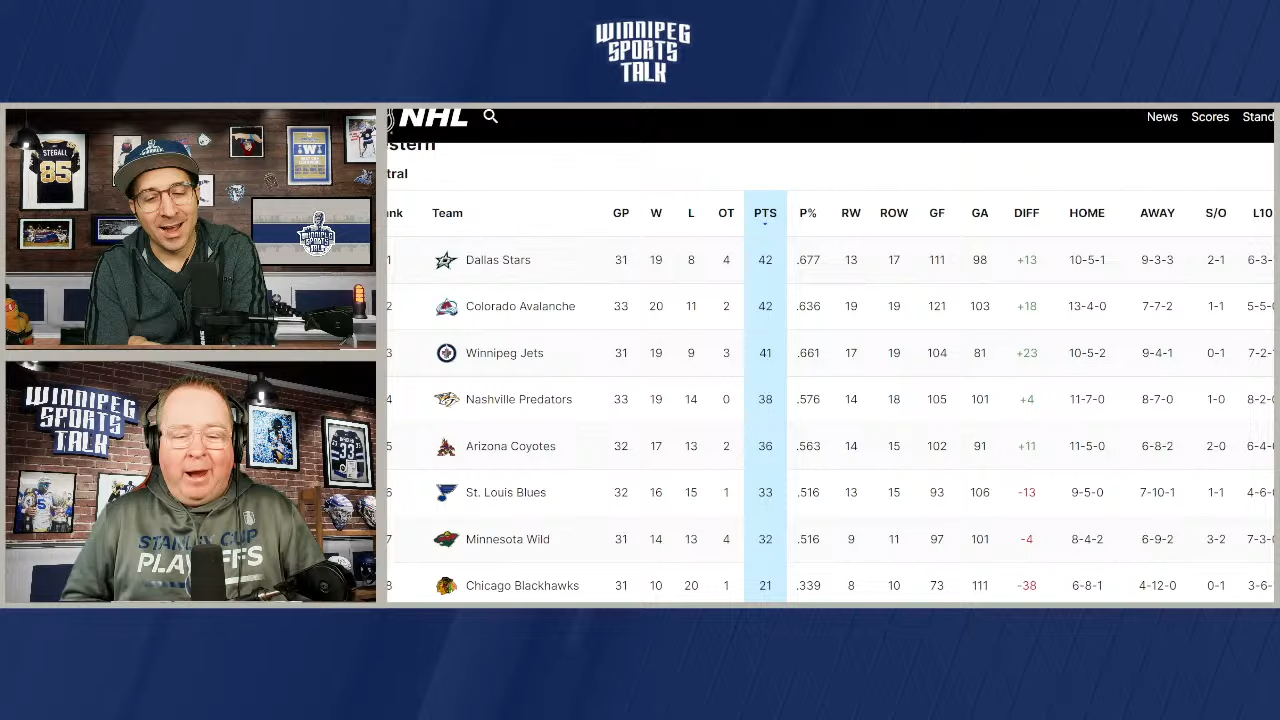 WINNIPEG
SPORTS
TALK
STEGALL
85
W
WINNIPEG
SPORTS
TALK
WINNIPEG
SPORTS
TALK
33
STANLEY CUP
PLAYOFFS
NHL
News Scores Stand
stern
tral
nk Team GP W L OT PTS P% RW ROW GF GA DIFF HOME AWAY S/O L10
1 Dallas Stars 31 19 8 4 42 .677 13 17 111 98 +13 10-5-1 9-3-3 2-1 6-3-
2 Colorado Avalanche 33 20 11 2 42 .636 19 19 121 103 +18 13-4-0 7-7-2 1-1 5-5-
3 Winnipeg Jets 31 19 9 3 41 .661 17 19 104 81 +23 10-5-2 9-4-1 0-1 7-2-
4 Nashville Predators 33 19 14 0 38 .576 14 18 105 101 +4 11-7-0 8-7-0 1-0 8-2-
5 Arizona Coyotes 32 17 13 2 36 .563 14 15 102 91 +11 11-5-0 6-8-2 2-0 6-4-
6 St. Louis Blues 32 16 15 1 33 .516 13 15 93 106 -13 9-5-0 7-10-1 1-1 4-6-
7 Minnesota Wild 31 14 13 4 32 .516 9 11 97 101 -4 8-4-2 6-9-2 3-2 7-3-
8 Chicago Blackhawks 31 10 20 1 21 .339 8 10 73 111 -38 6-8-1 4-12-0 0-1 3-6-